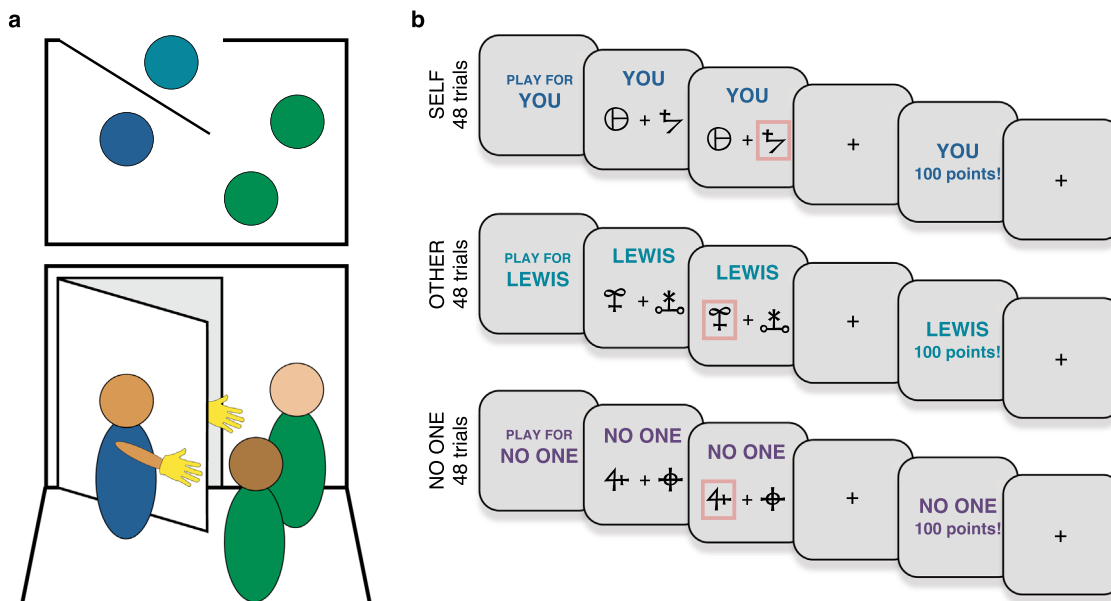 a
b
SELF
48 trials
PLAY FOR
YOU
YOU
+
YOU
+
+
YOU
100 points!
+
OTHER
48 trials
PLAY FOR
LEWIS
LEWIS
+
LEWIS
+
+
LEWIS
100 points!
+
NO ONE
48 trials
PLAY FOR
NO ONE
NO ONE
+
NO ONE
+
+
NO ONE
100 points!
+